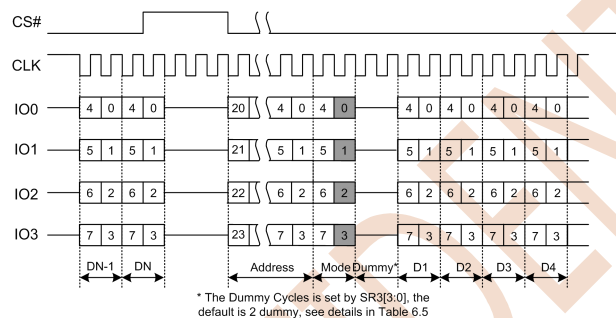 CS#
CLK
IO0 4 0 4 0 20 4 0 4 0 4 0 4 0 4 0 4 0
IO1 5 1 5 1 21 5 1 5 1 5 1 5 1 5 1 5 1
IO2 6 2 6 2 22 6 2 6 2 6 2 6 2 6 2 6 2
IO3 7 3 7 3 23 7 3 7 3 7 3 7 3 7 3 7 3
DN-1 DN Address Mode Dummy* D1 D2 D3 D4
* The Dummy Cycles is set by SR3[3:0], the
default is 2 dummy, see details in Table 6.5